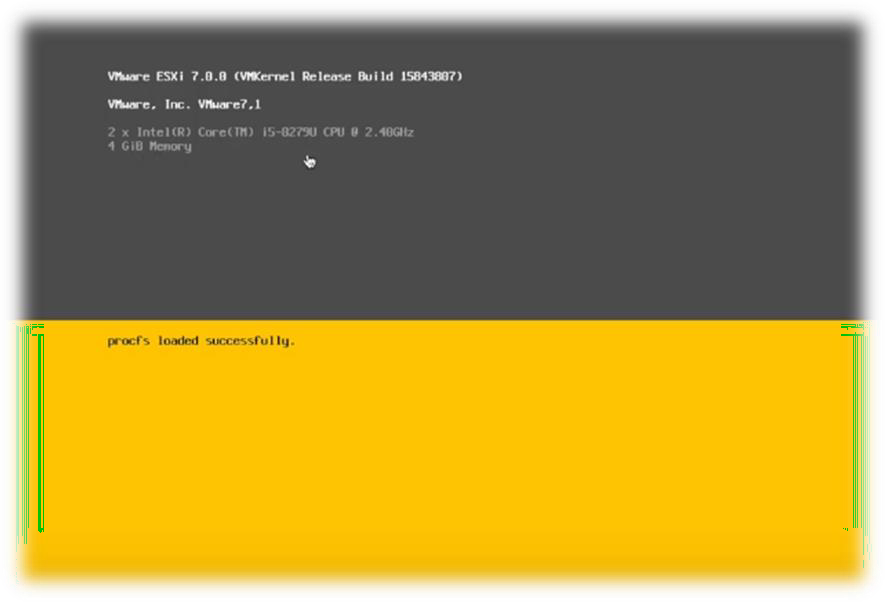 VMware ESXi 7.0.0 (VMKernel Release Build 15843807)
VMware, Inc. VMware7,1
2 x Intel(R) Core(TM) i5-8279U CPU @ 2.40GHz
4 GiB Memory
procfs loaded successfully.